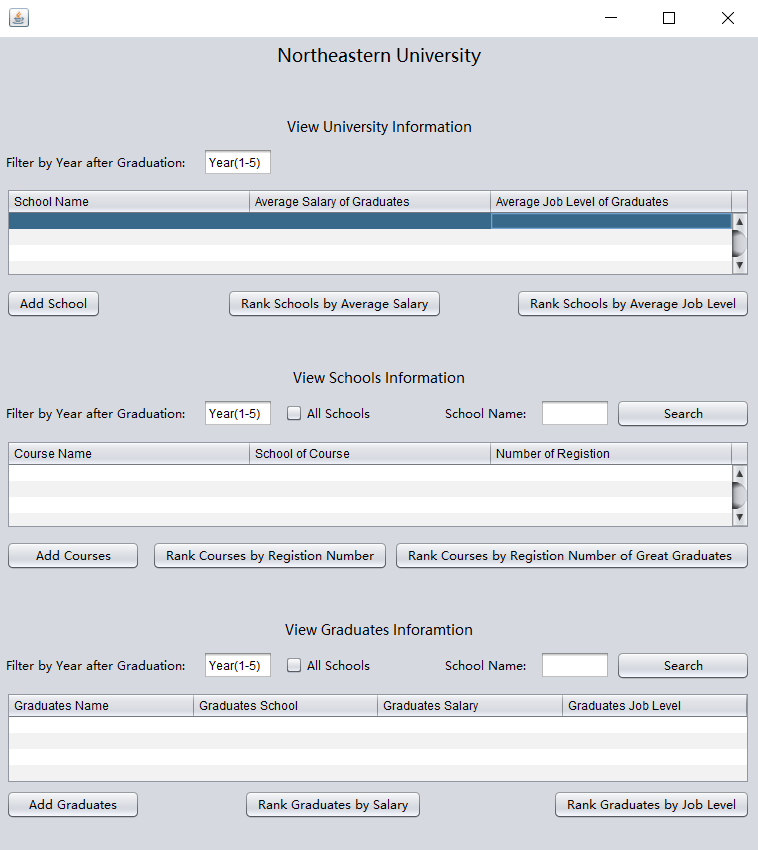 Northeastern University
View University Information
Filter by Year after Graduation: Year(1-5)
School Name Average Salary of Graduates Average Job Level of Graduates
Add School Rank Schools by Average Salary Rank Schools by Average Job Level
View Schools Information
Filter by Year after Graduation: Year(1-5) All Schools School Name: Search
Course Name School of Course Number of Registion
Add Courses Rank Courses by Registion Number Rank Courses by Registion Number of Great Graduates
View Graduates Inforamtion
Filter by Year after Graduation: Year(1-5) All Schools School Name: Search
Graduates Name Graduates School Graduates Salary Graduates Job Level
Add Graduates Rank Graduates by Salary Rank Graduates by Job Level